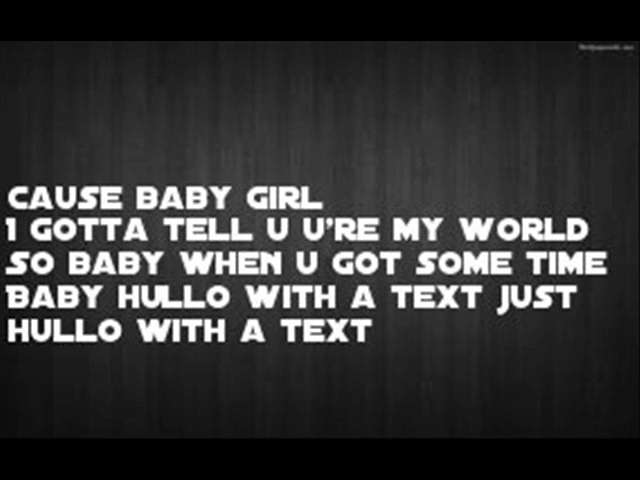 CAUSE BABY GIRL
I GOTTA TELL U U'RE MY WORLD
SO BABY WHEN U GOT SOME TIME
BABY HULLO WITH A TEXT JUST
HULLO WITH A TEXT